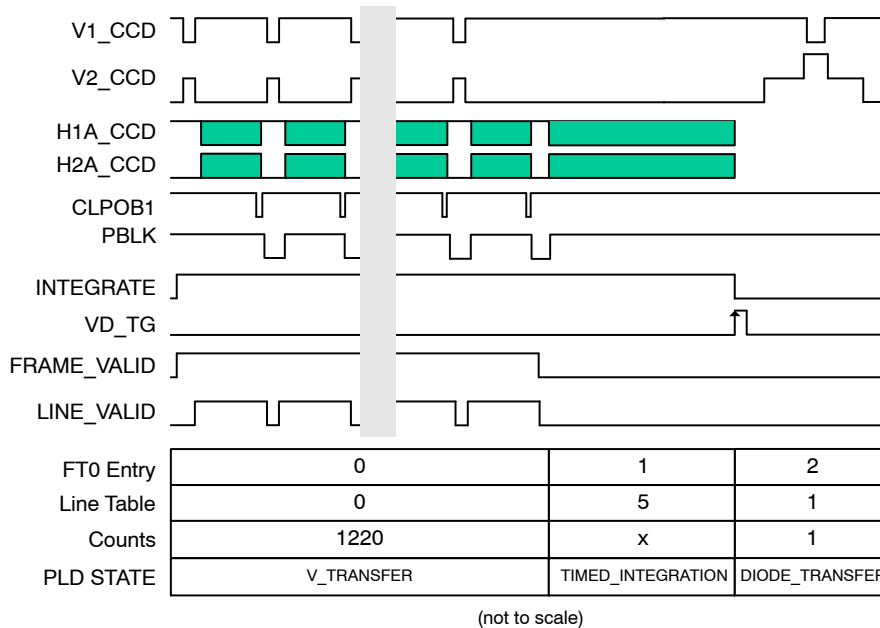 V1_CCD
V2_CCD
H1A_CCD
H2A_CCD
CLPOB1
PBLK
INTEGRATE
VD_TG
FRAME_VALID
LINE_VALID
FT0 Entry 0 1 2
Line Table 0 5 1
Counts 1220 x 1
PLD STATE V_TRANSFER TIMED_INTEGRATION DIODE_TRANSFER
(not to scale)